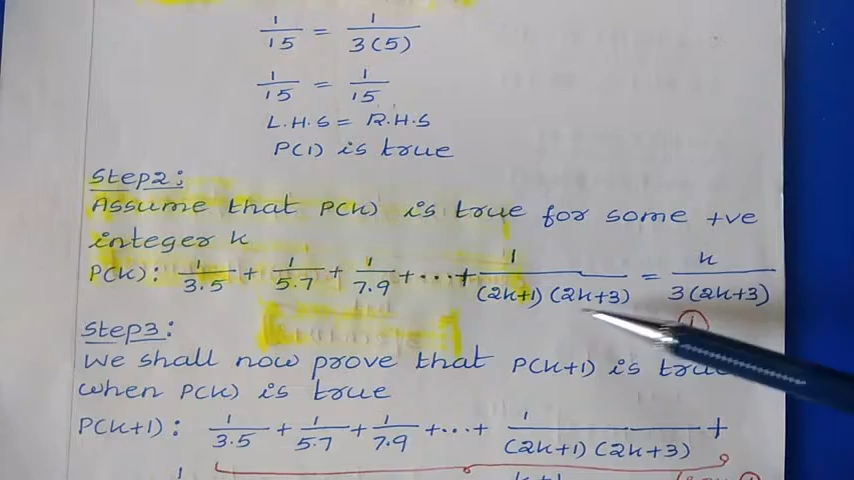 1/15 = 1/3(5)
1/15 = 1/15
L.H.S = R.H.S
P(1) is true
Step2:
Assume that P(k) is true for some +ve
integer k
P(k): 1/3.5 + 1/5.7 + 1/7.9 + ... + 1/(2k+1)(2k+3) = k/3(2k+3)
1
Step3:
We shall now prove that P(k+1) is true
when P(k) is true
P(k+1): 1/3.5 + 1/5.7 + 1/7.9 + ... + 1/(2k+1)(2k+3) +
1 k+1